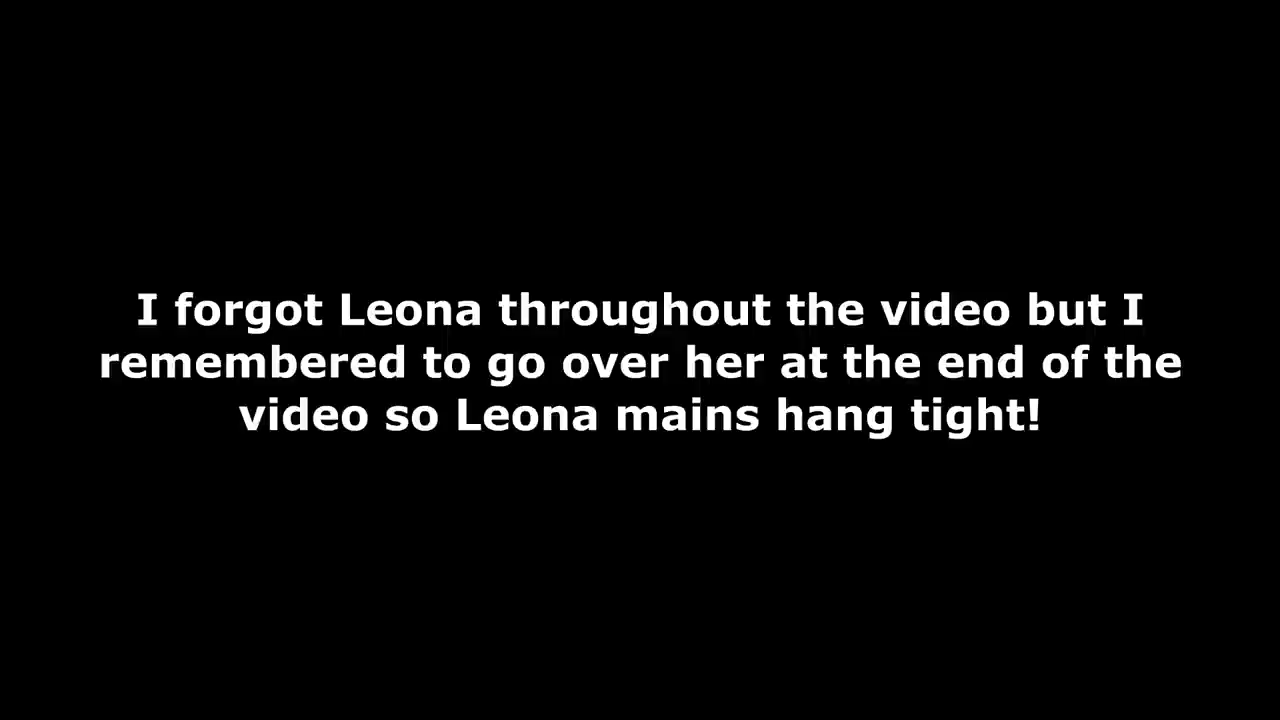 I forgot Leona throughout the video but I
remembered to go over her at the end of the
video so Leona mains hang tight!